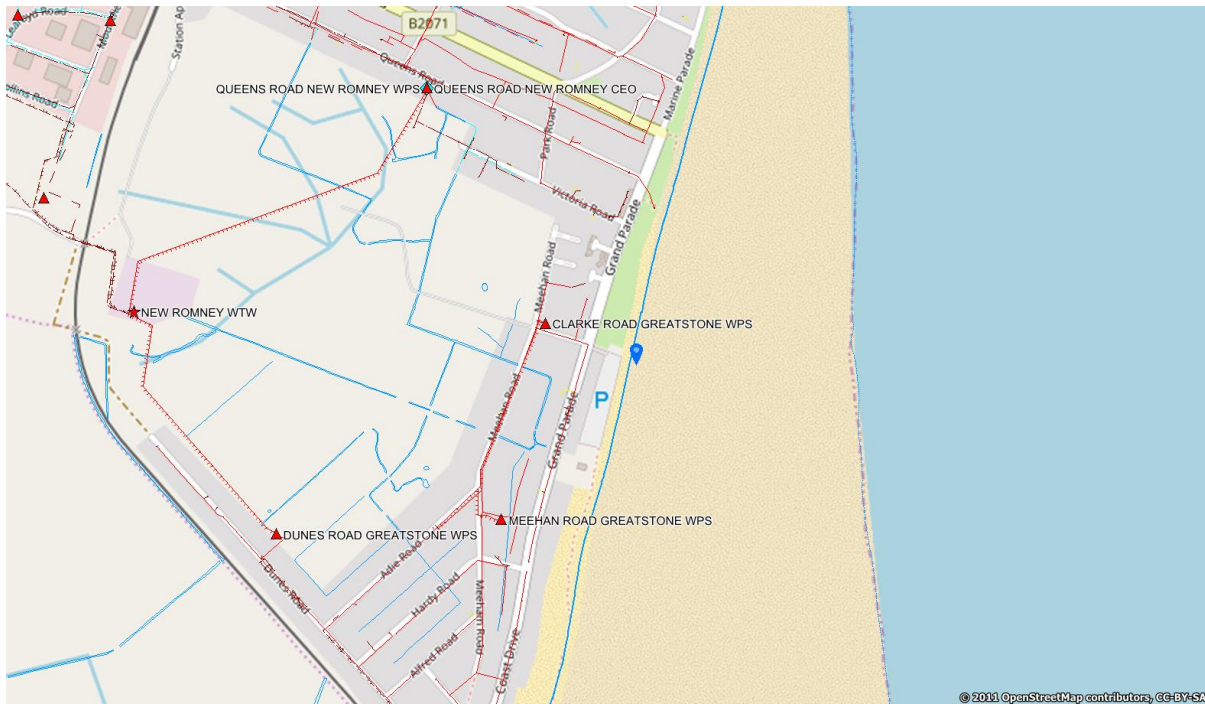 B2071
Station Ap
Queens Road
QUEENS ROAD NEW ROMNEY WPS
QUEENS ROAD NEW ROMNEY CEO
Marine Parade
Park Road
Victoria Road
Grand Parade
Meehan Road
NEW ROMNEY WTW
CLARKE ROAD GREATSTONE WPS
P
Meehan Road
Grand Parade
MEEHAN ROAD GREATSTONE WPS
DUNES ROAD GREATSTONE WPS
Adie Road
Dunes Road
Hardy Road
Meeham Road
Alfred Road
Coast Drive
© 2011 OpenStreetMap contributors, CC-BY-SA